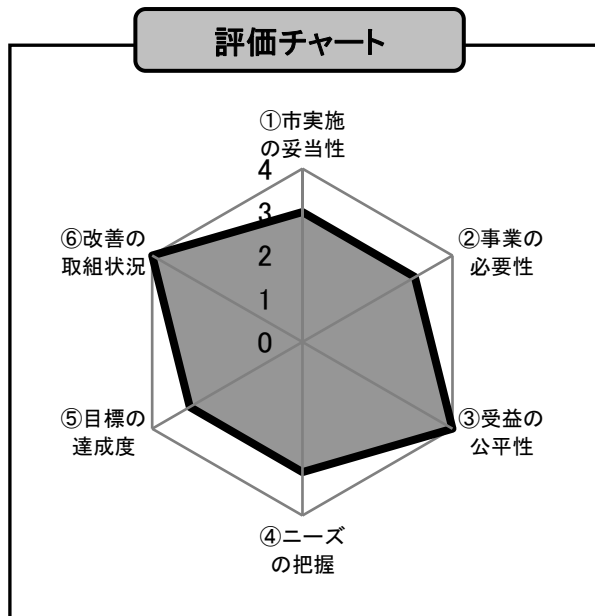 評価チャート
①市実施
の妥当性
4
3
2
1
0
②事業の
必要性
③受益の
公平性
④ニーズ
の把握
⑤目標の
達成度
⑥改善の
取組状況